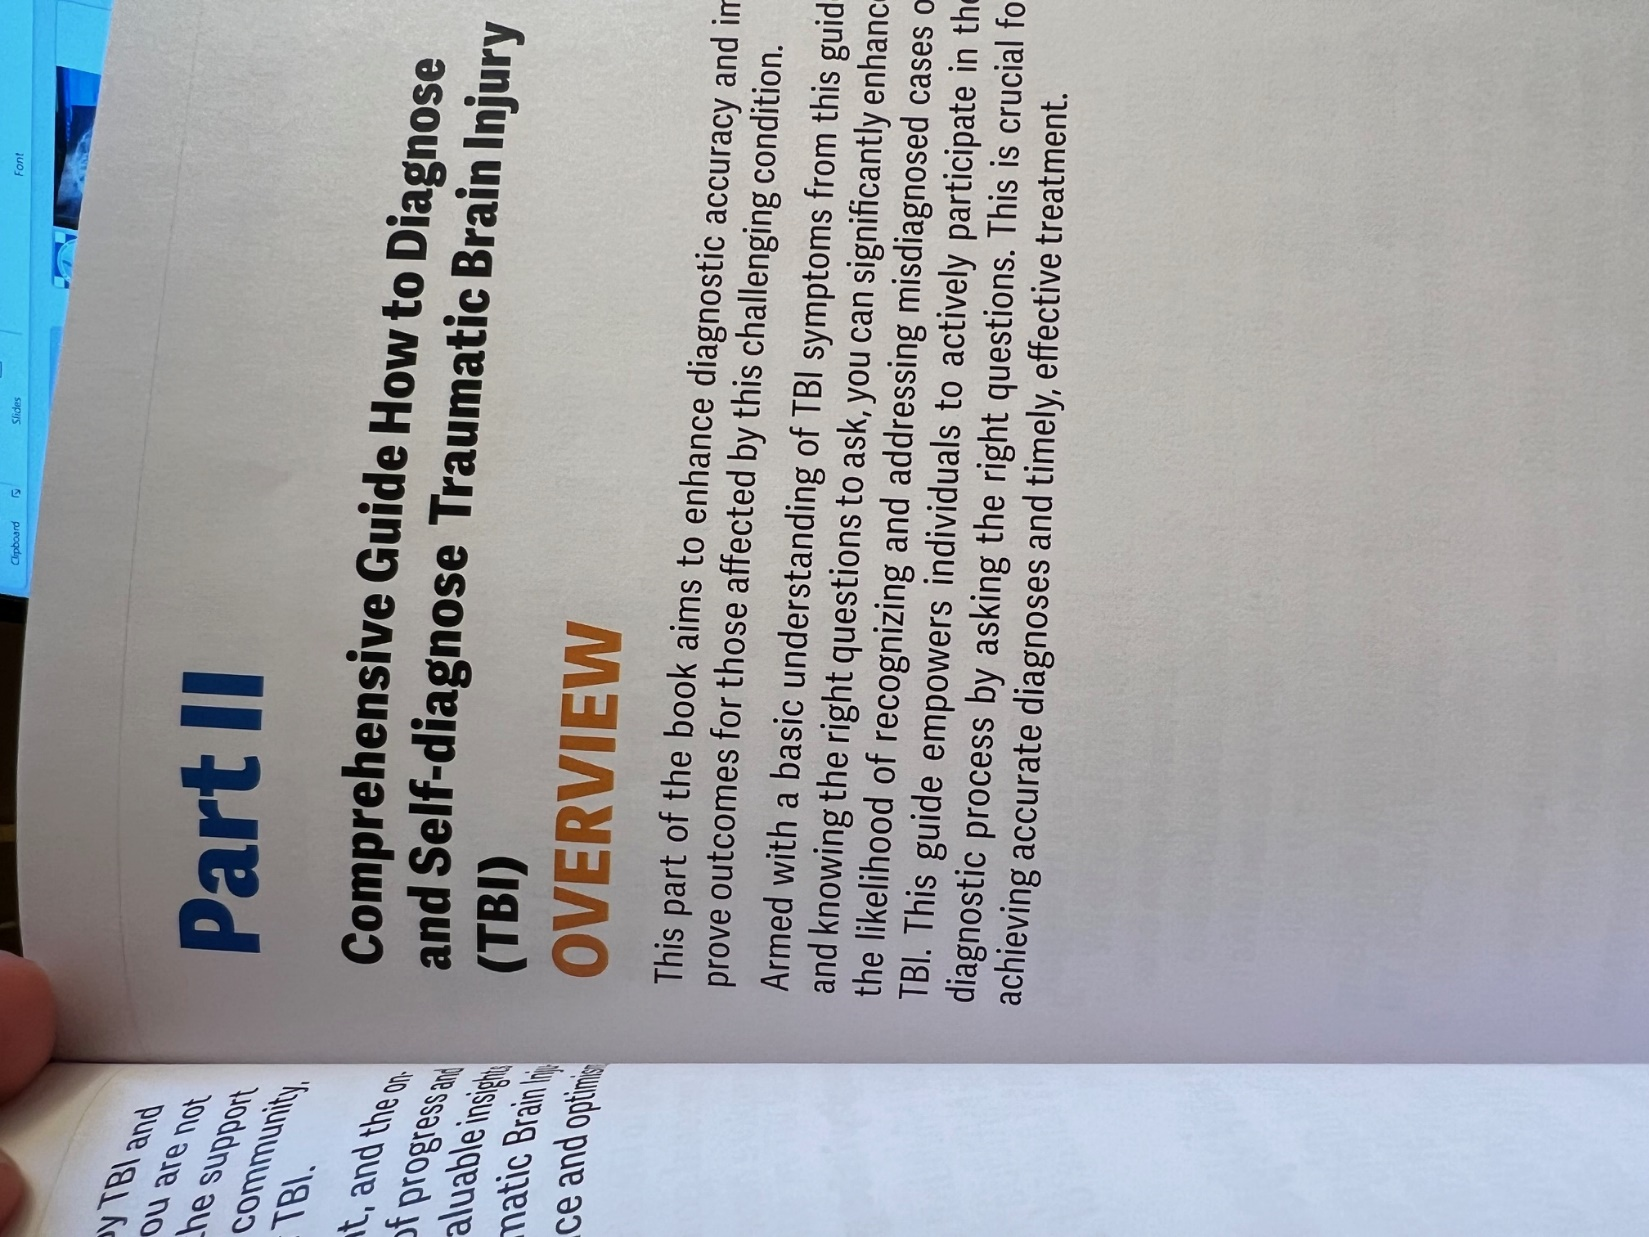 Font
Slides
Clipboard
Part II
Comprehensive Guide How to Diagnose
and Self-diagnose Traumatic Brain Injury
(TBI)
OVERVIEW
This part of the book aims to enhance diagnostic accuracy and im
prove outcomes for those affected by this challenging condition.
Armed with a basic understanding of TBI symptoms from this guid
and knowing the right questions to ask, you can significantly enhanc
the likelihood of recognizing and addressing misdiagnosed cases o
TBI. This guide empowers individuals to actively participate in the
diagnostic process by asking the right questions. This is crucial fo
achieving accurate diagnoses and timely, effective treatment.
y TBI and
ou are not
he support
community,
TBI.
t, and the on-
of progress and
aluable insights
matic Brain Inju
ce and optimism